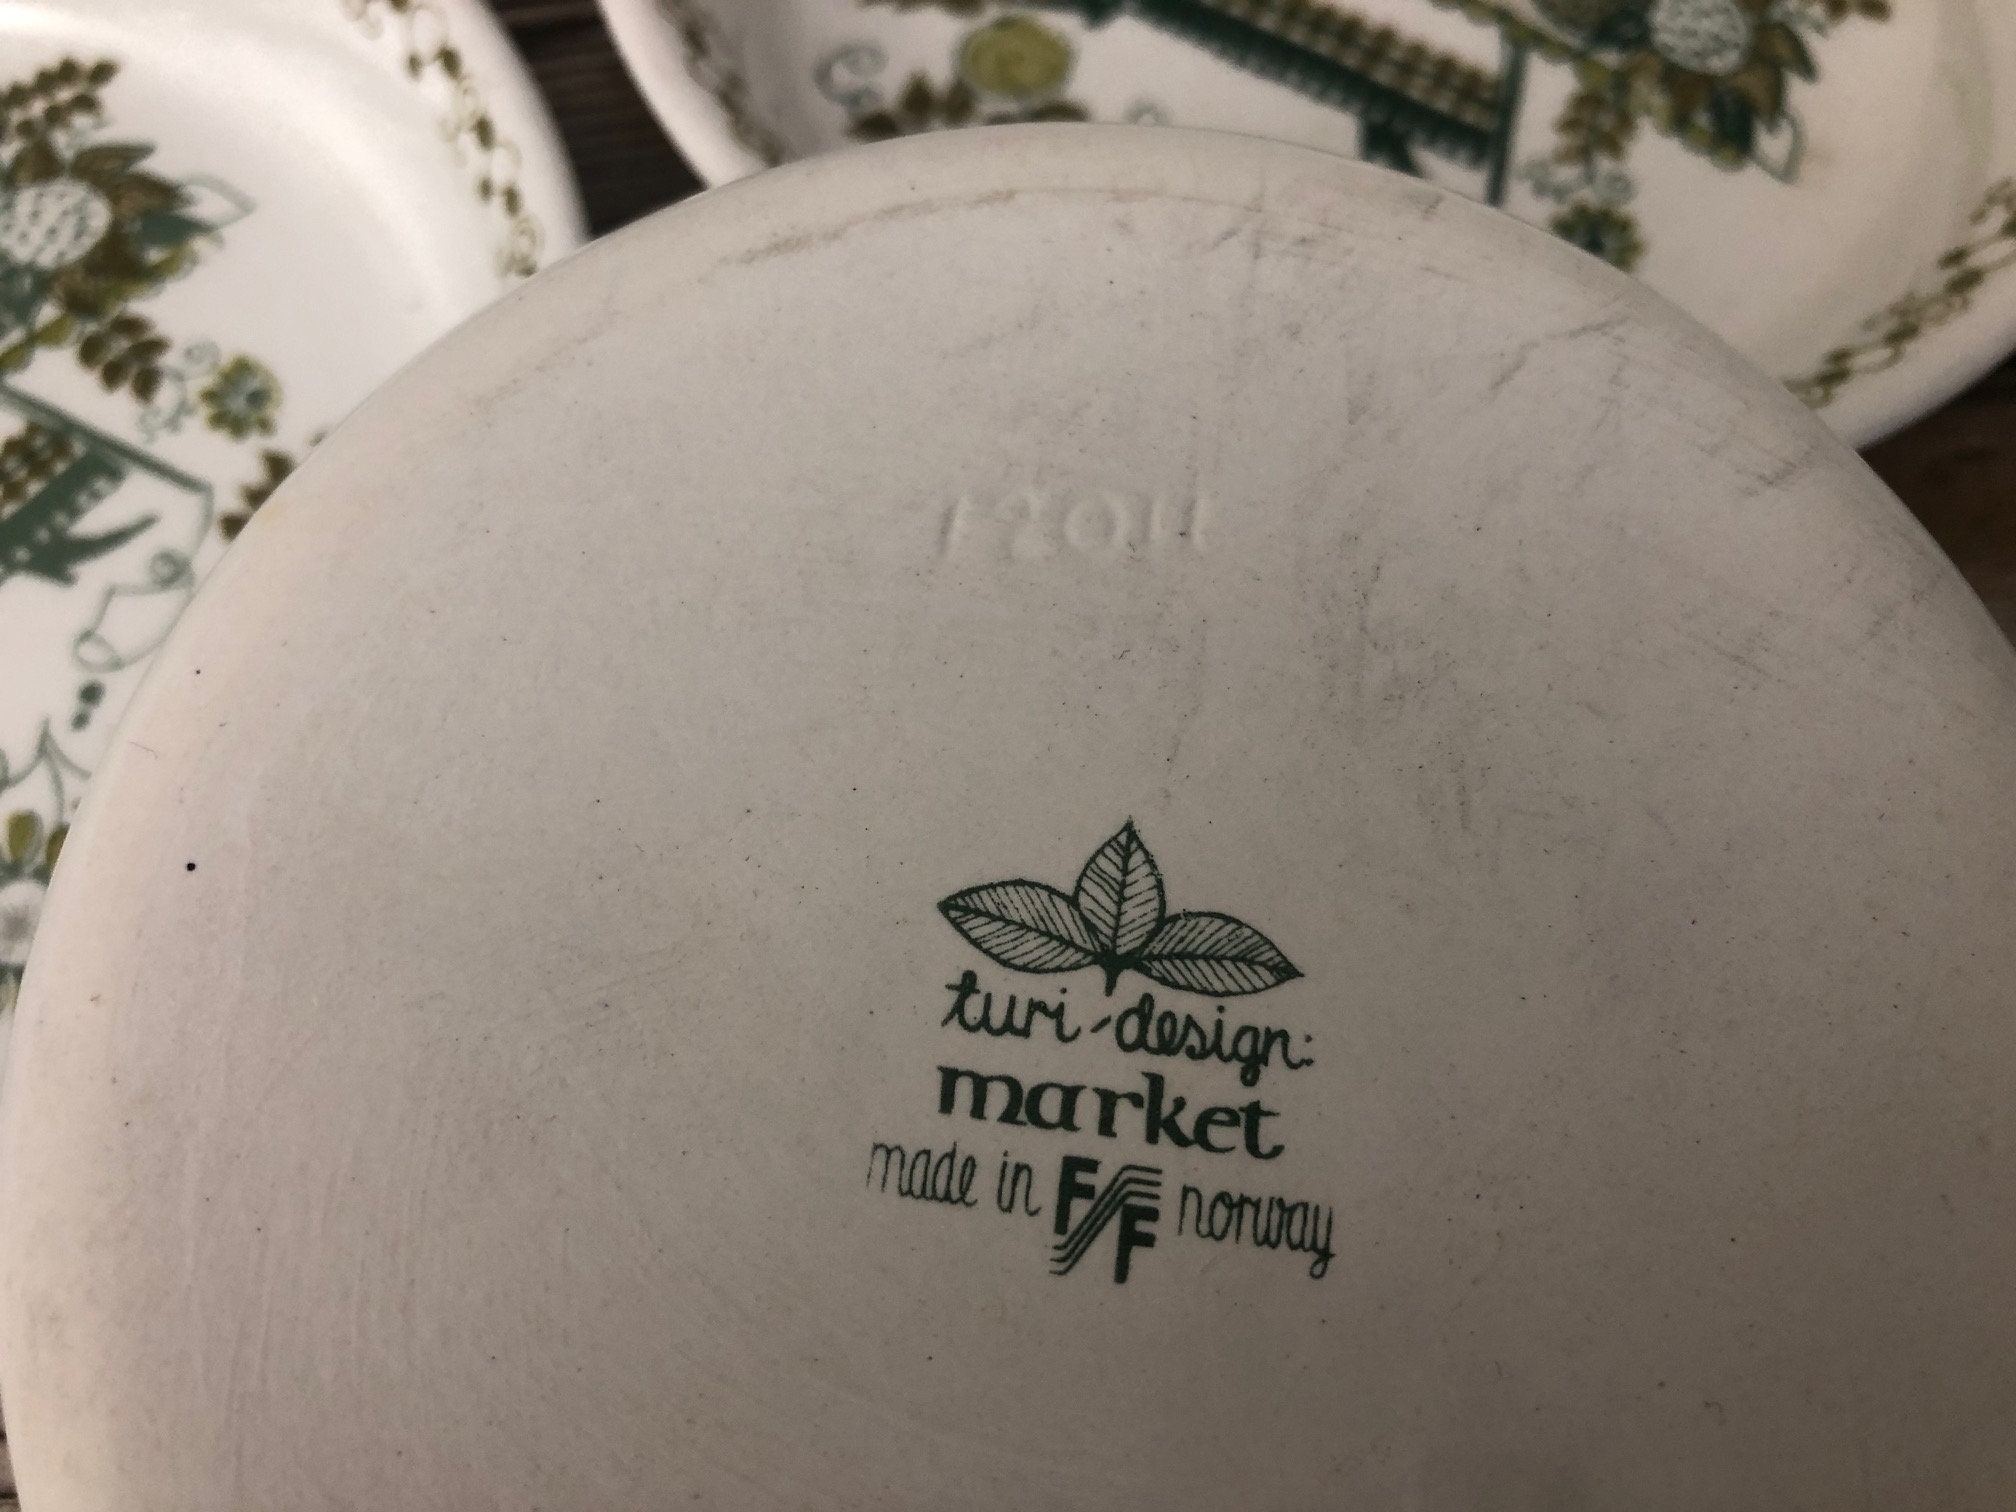 turi-design:
market
made in FF norway